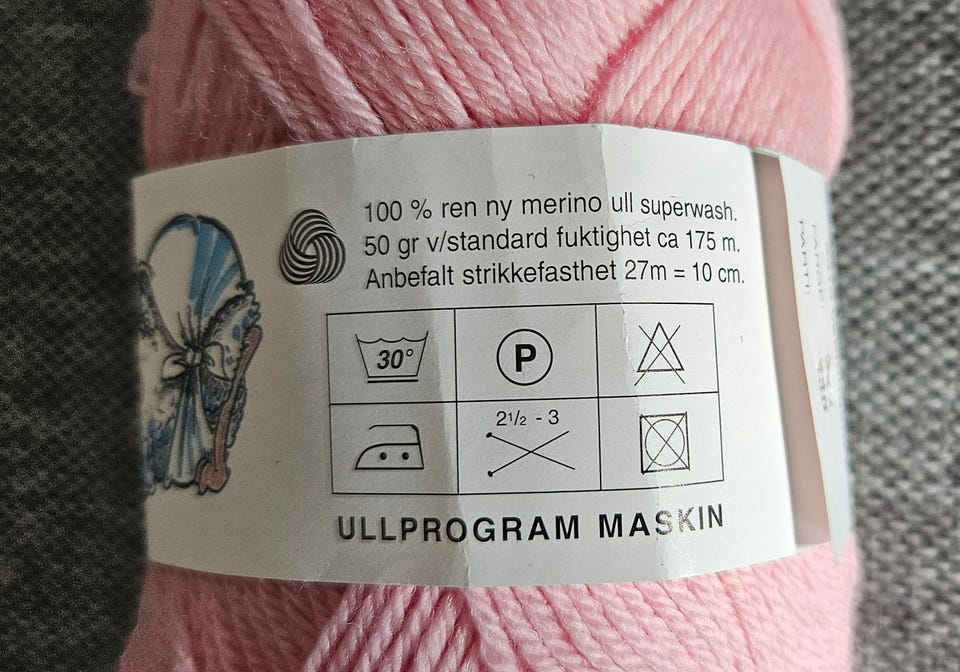 100 % ren ny merino ull superwash.
50 gr v/standard fuktighet ca 175 m.
Anbefalt strikkefasthet 27m = 10 cm.
30°
P
2½ - 3
ULLPROGRAM MASKIN
PARTI: